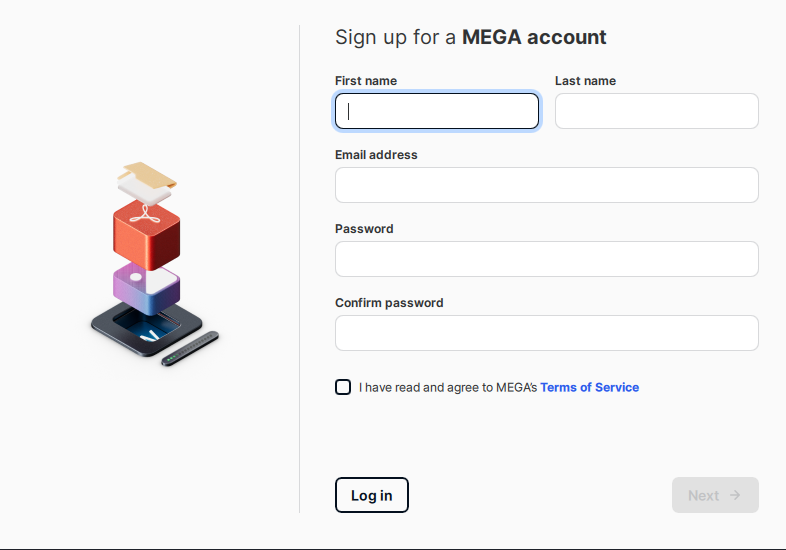 Sign up for a MEGA account
First name
Last name
Email address
Password
Confirm password
I have read and agree to MEGA's Terms of Service
Log in
Next